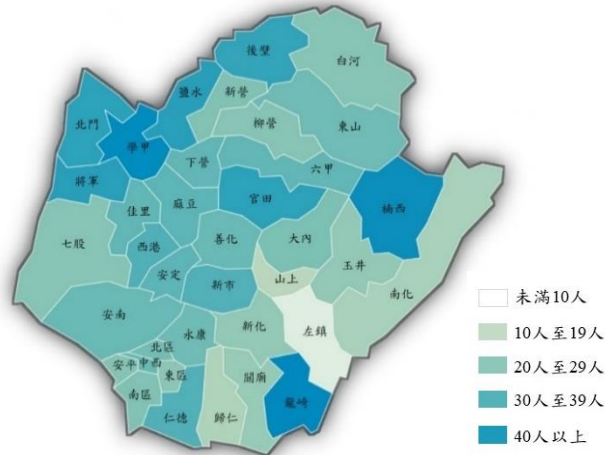 後壁
白河
鹽水
新營
北門
柳營
東山
學甲
下營
六甲
將軍
官田
楠西
佳里
麻豆
七股
西港
善化
大內
玉井
安定
新市
山上
南化
安南
新化
左鎮
永康
北區
安平
中西
東區
關廟
南區
仁德
歸仁
龍崎
未滿10人
10人至19人
20人至29人
30人至39人
40人以上